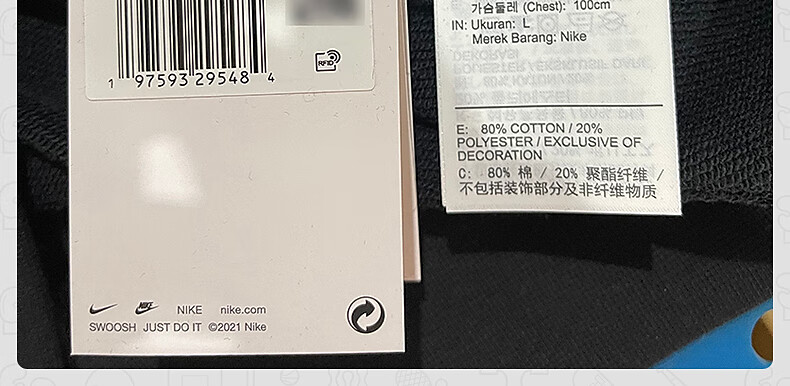 1 97593 29548 4
RFID
NIKE nike.com
SWOOSH JUST DO IT ©2021 Nike
가슴둘레 (Chest): 100cm
IN: Ukuran: L
Merek Barang: Nike
E: 80% COTTON / 20%
POLYESTER / EXCLUSIVE OF
DECORATION
C: 80% 棉 / 20% 聚酯纤维 /
不包括装饰部分及非纤维物质